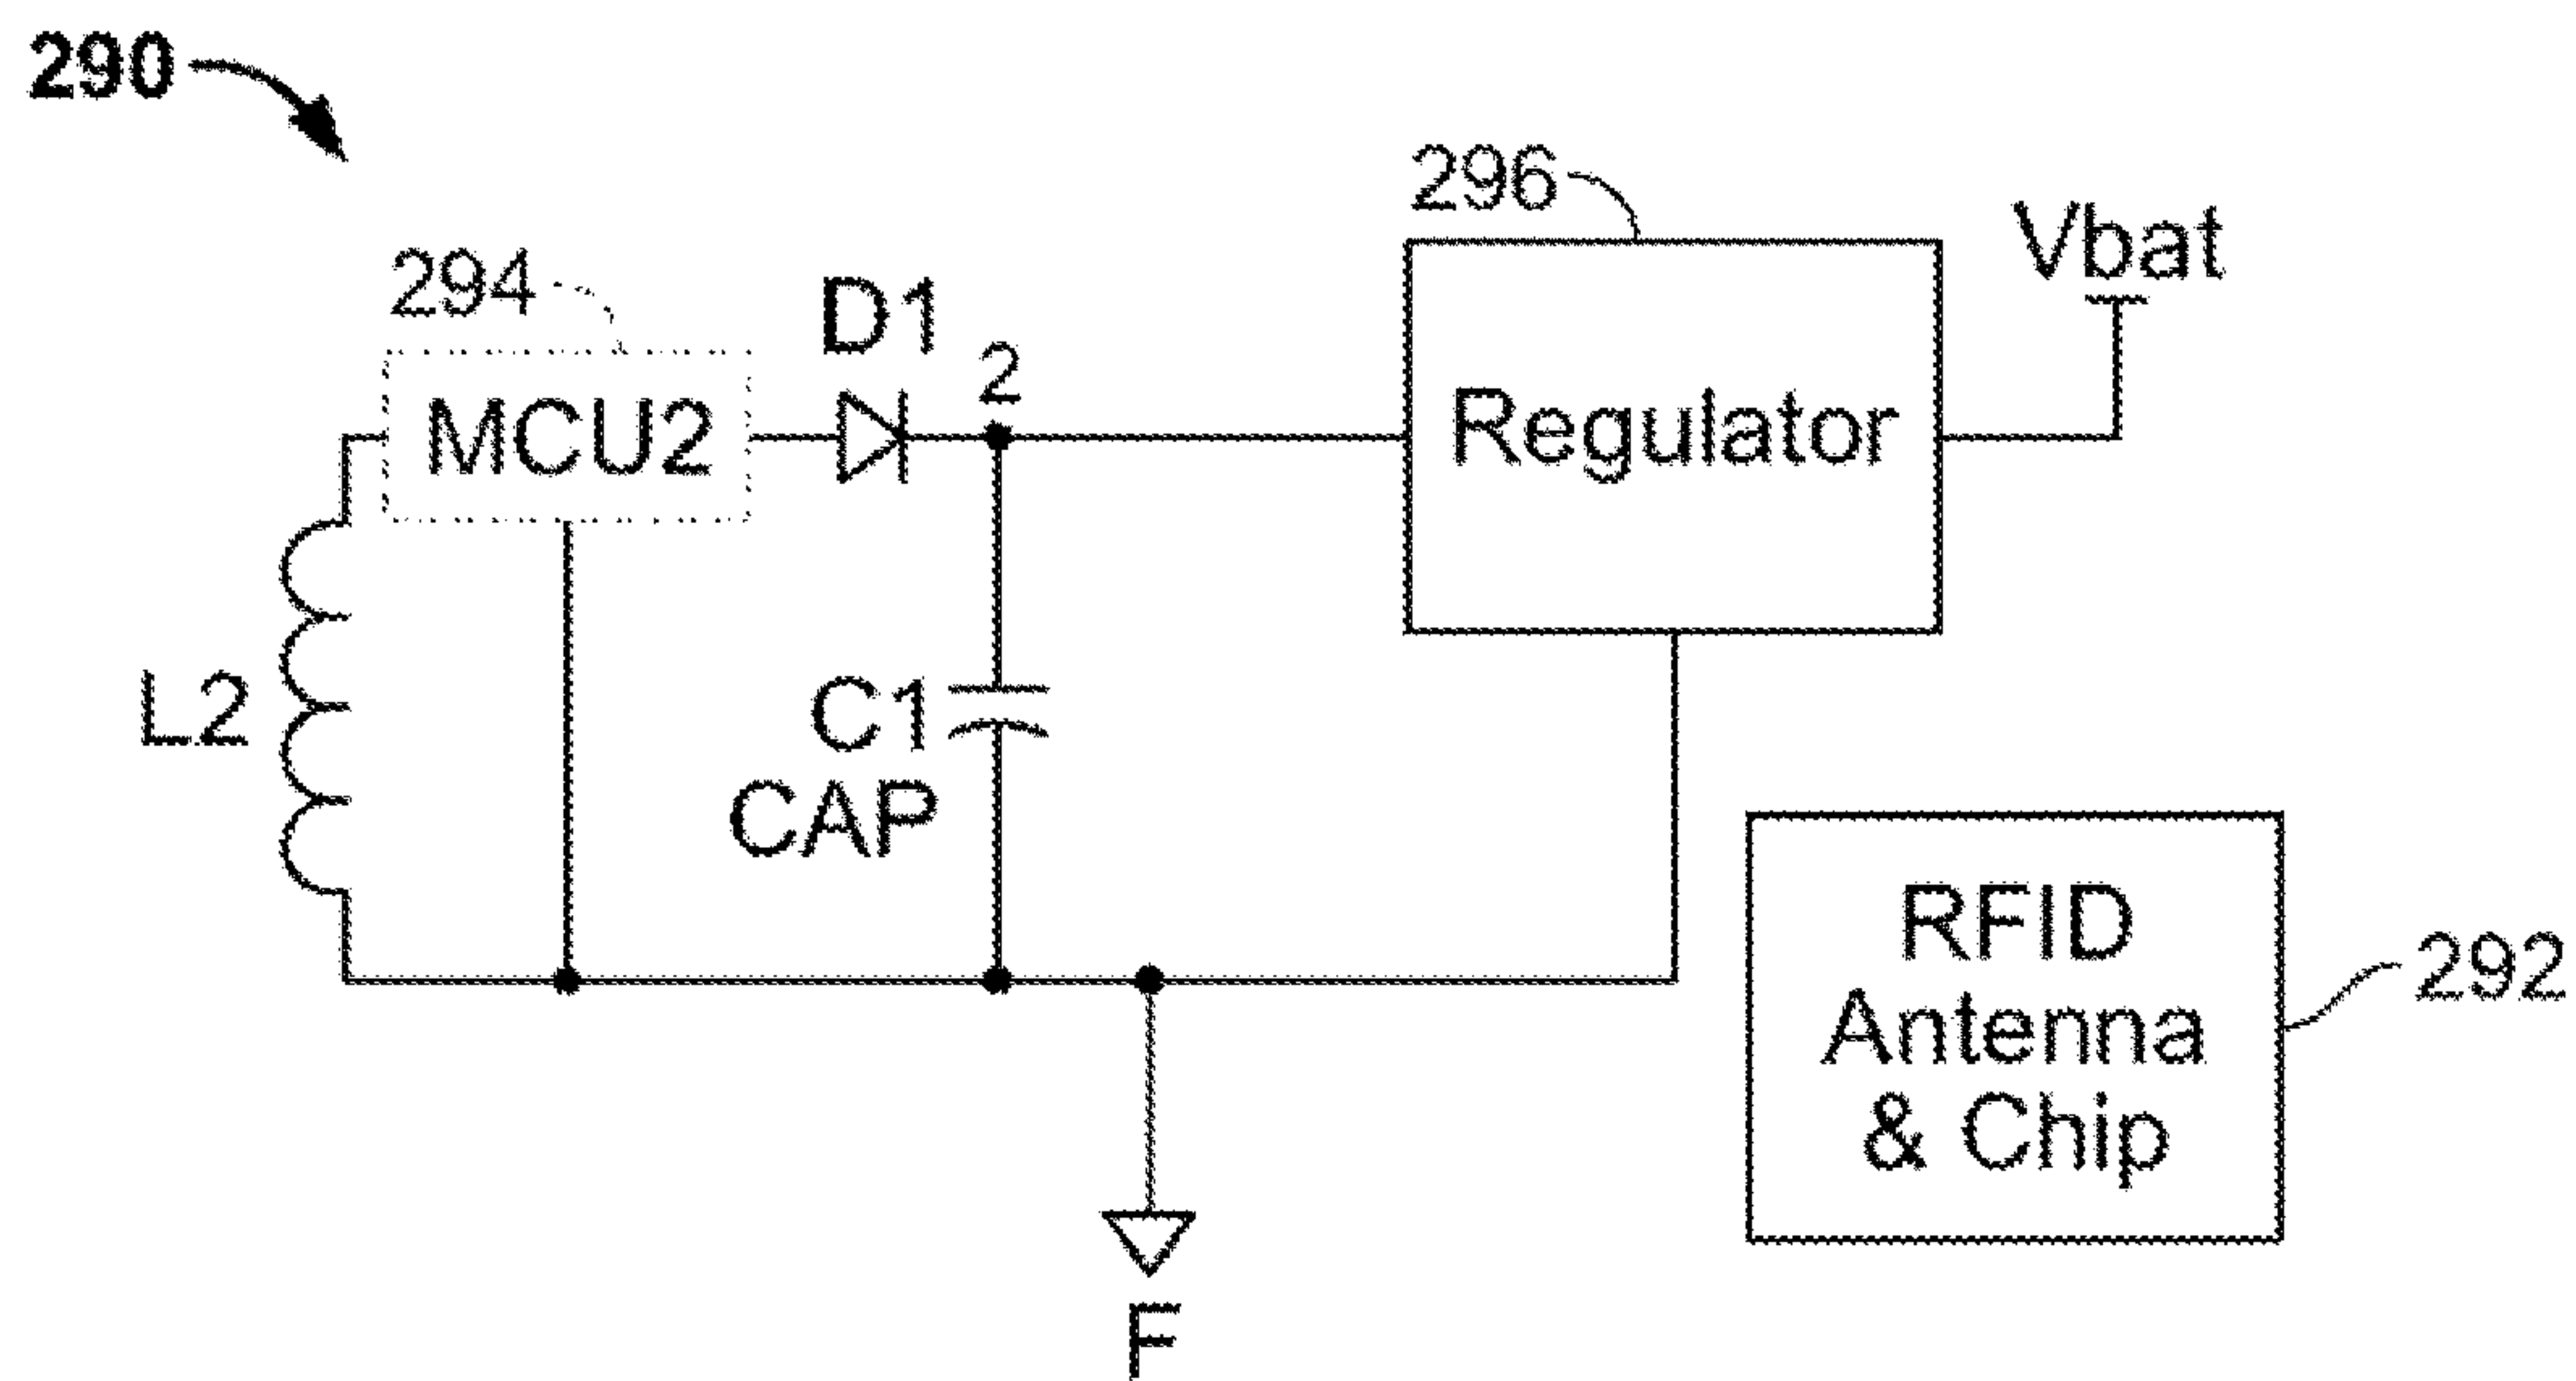 290
296
Vbat
294
D1
2
MCU2
Regulator
L2
C1
CAP
RFID
Antenna
& Chip
292
F